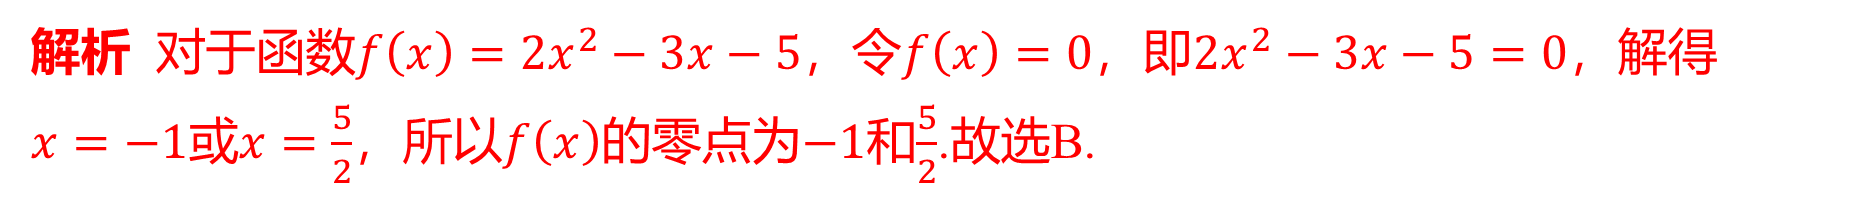 解析 对于函数f(x) = 2x² − 3x − 5，令f(x) = 0，即2x² − 3x − 5 = 0，解得
x = −1或x = 5/2，所以f(x)的零点为−1和5/2.故选B.